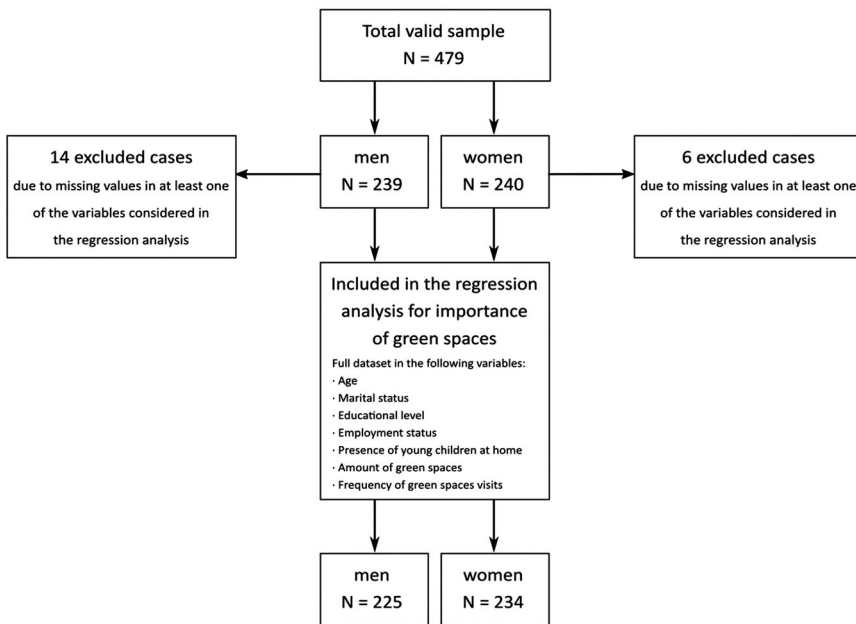 Total valid sample
N = 479
14 excluded cases
due to missing values in at least one
of the variables considered in
the regression analysis
men
N = 239
women
N = 240
6 excluded cases
due to missing values in at least one
of the variables considered in
the regression analysis
Included in the regression
analysis for importance
of green spaces
Full dataset in the following variables:
· Age
· Marital status
· Educational level
· Employment status
· Presence of young children at home
· Amount of green spaces
· Frequency of green spaces visits
men
N = 225
women
N = 234